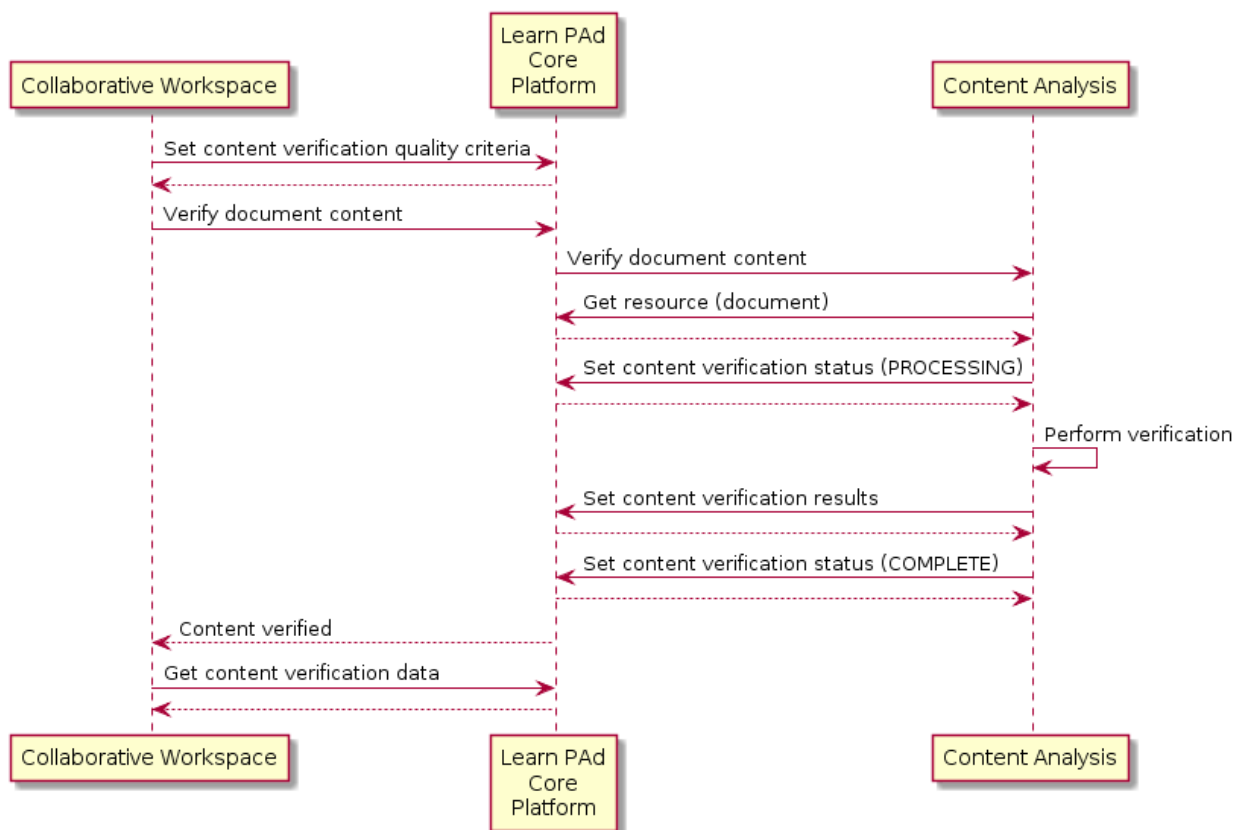 Learn PAd
Core
Platform
Collaborative Workspace
Content Analysis
Set content verification quality criteria
Verify document content
Verify document content
Get resource (document)
Set content verification status (PROCESSING)
Perform verification
Set content verification results
Set content verification status (COMPLETE)
Content verified
Get content verification data
Collaborative Workspace
Learn PAd
Core
Platform
Content Analysis